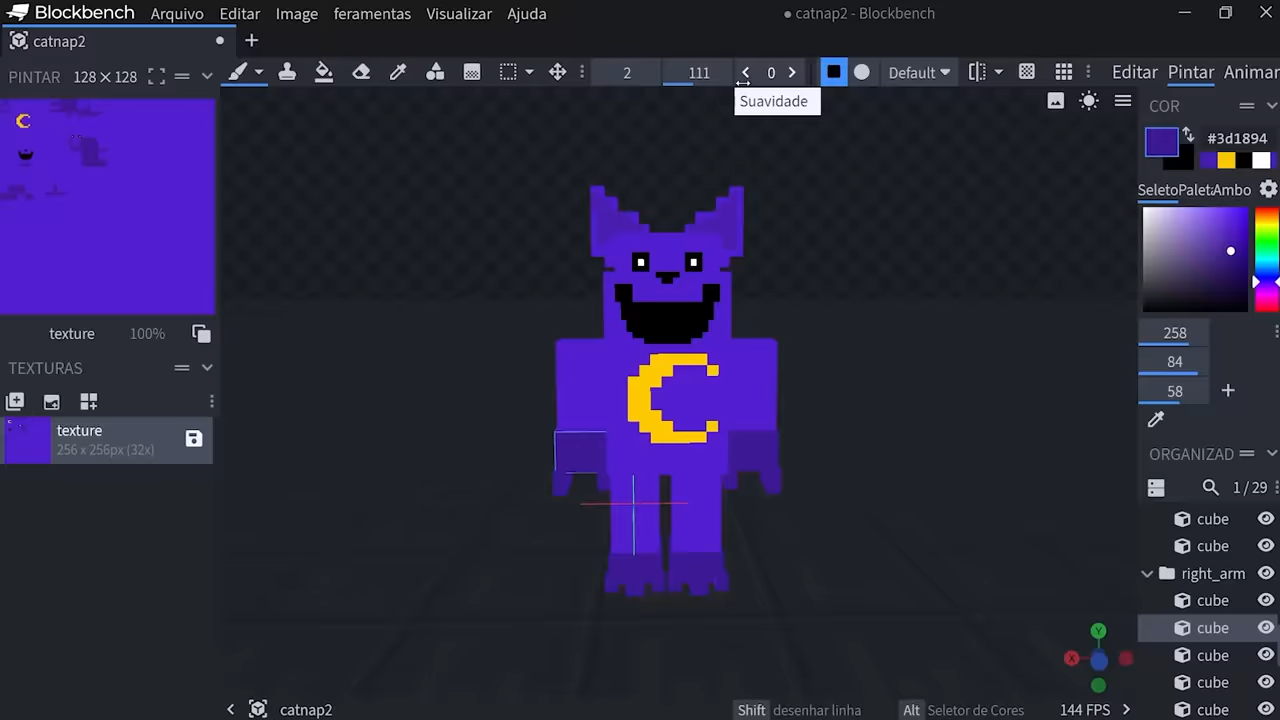 Blockbench Arquivo Editar Image feramentas Visualizar Ajuda
catnap2 - Blockbench
catnap2
PINTAR 128 × 128
2 111 0 Default
Editar Pintar Animar
Suavidade
COR
#3d1894
SeletoPaletAmbo
texture 100%
258
84
58
TEXTURAS
texture
256 x 256px (32x)
ORGANIZAD
1 / 29
cube
cube
right_arm
cube
cube
cube
cube
cube
catnap2
Shift desenhar linha
Alt Seletor de Cores
144 FPS
X
Y